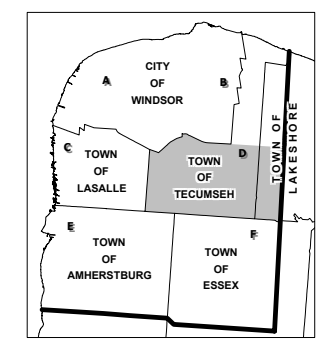 CITY
OF
WINDSOR
A
B
C
TOWN
OF
LASALLE
TOWN
OF
TECUMSEH
D
TOWN OF
LAKESHORE
E
TOWN
OF
AMHERSTBURG
F
TOWN
OF
ESSEX